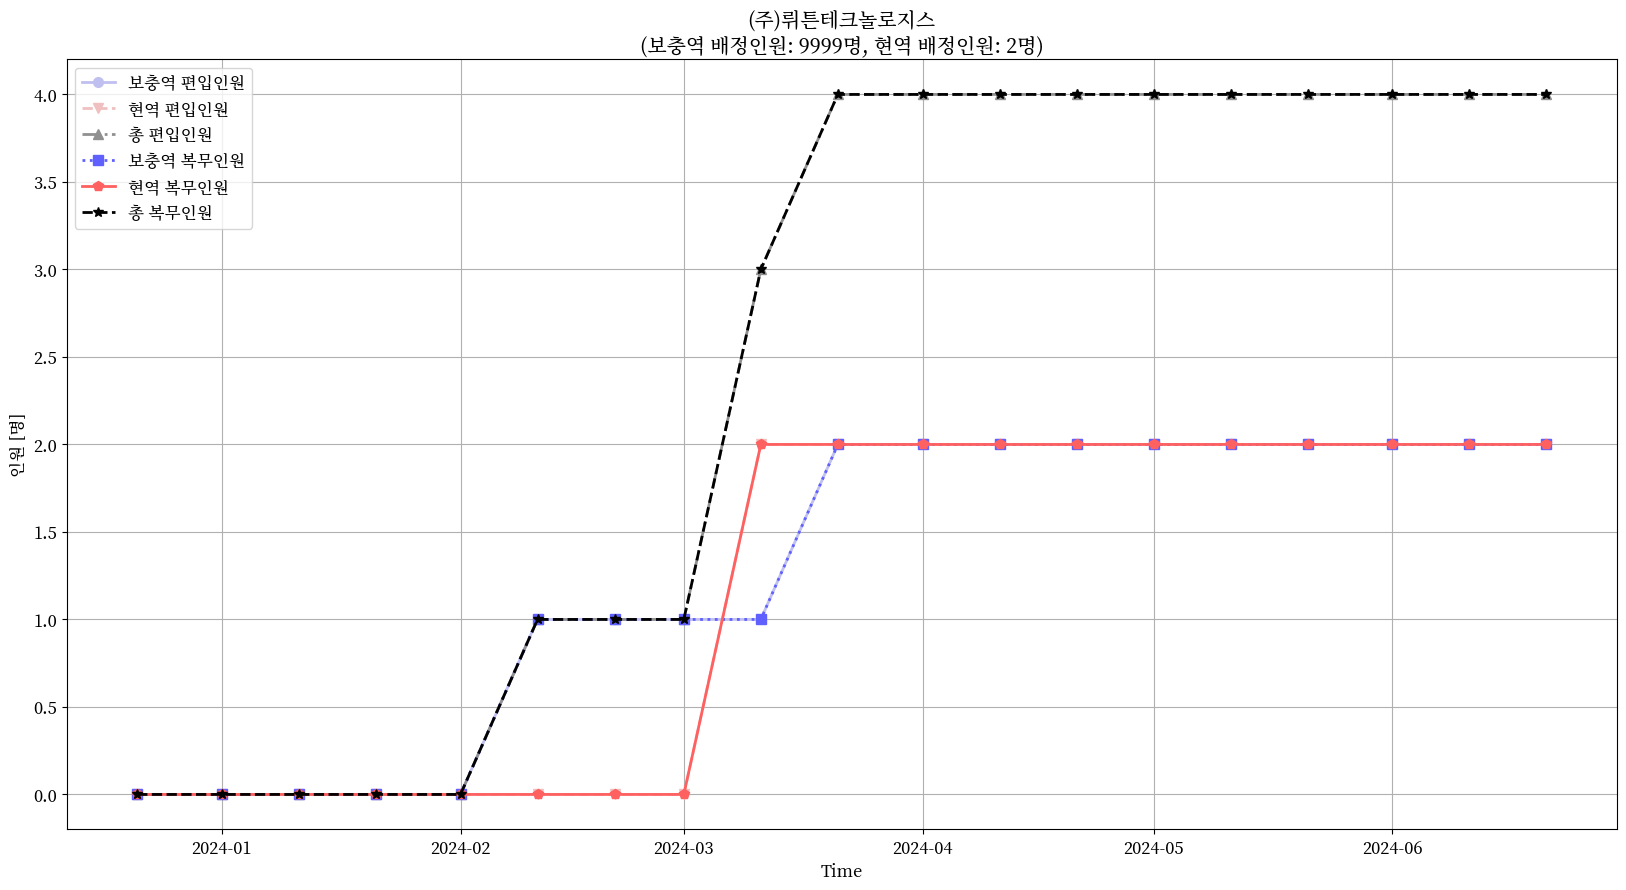 (주)뤼튼테크놀로지스
(보충역 배정인원: 9999명, 현역 배정인원: 2명)
보충역 편입인원
현역 편입인원
총 편입인원
보충역 복무인원
현역 복무인원
총 복무인원
4.0
3.5
3.0
2.5
2.0
1.5
1.0
0.5
0.0
인원 [명]
2024-01
2024-02
2024-03
2024-04
2024-05
2024-06
Time